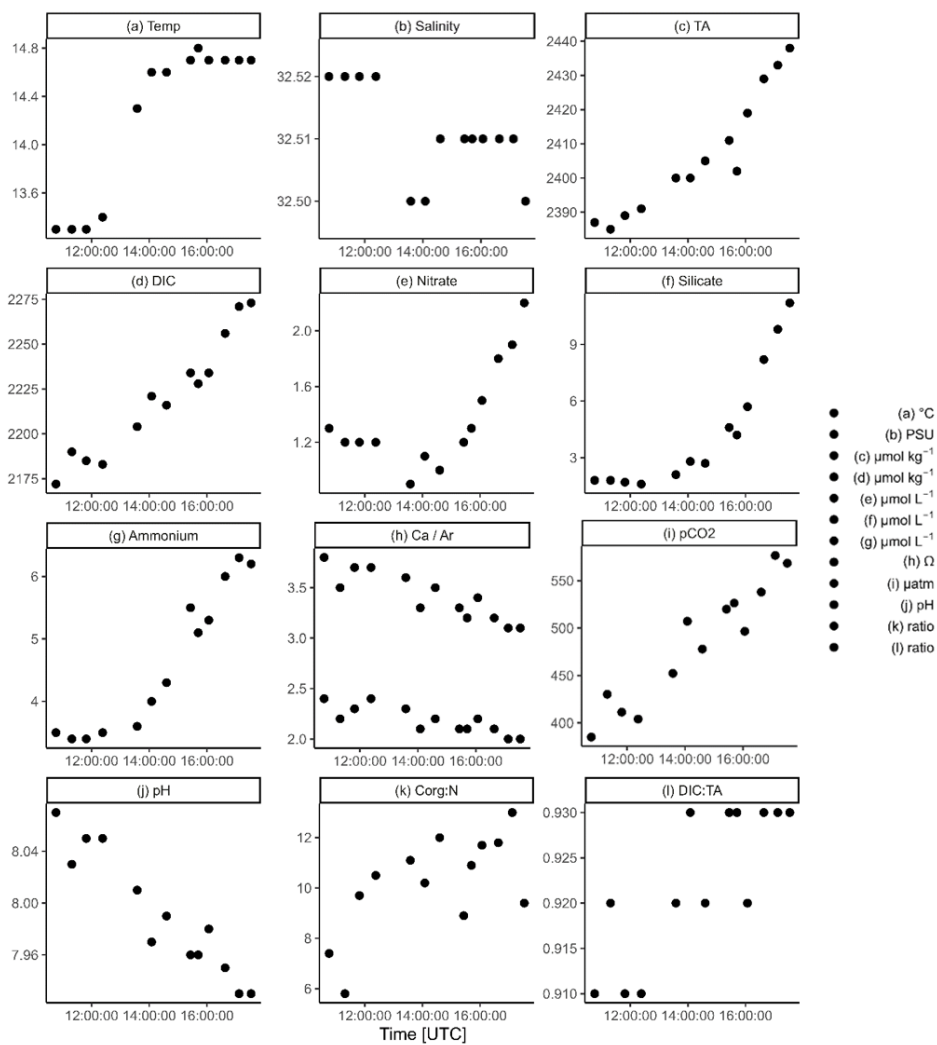 (a) Temp
14.8
14.4
14.0
13.6
12:00:00 14:00:00 16:00:00
(b) Salinity
32.52
32.51
32.50
12:00:00 14:00:00 16:00:00
(c) TA
2440
2430
2420
2410
2400
2390
12:00:00 14:00:00 16:00:00
(d) DIC
2275
2250
2225
2200
2175
12:00:00 14:00:00 16:00:00
(e) Nitrate
2.0
1.6
1.2
12:00:00 14:00:00 16:00:00
(f) Silicate
9
6
3
12:00:00 14:00:00 16:00:00
(g) Ammonium
6
5
4
12:00:00 14:00:00 16:00:00
(h) Ca / Ar
3.5
3.0
2.5
2.0
12:00:00 14:00:00 16:00:00
(i) pCO2
550
500
450
400
12:00:00 14:00:00 16:00:00
(j) pH
8.04
8.00
7.96
12:00:00 14:00:00 16:00:00
(k) Corg:N
12
10
8
6
12:00:00 14:00:00 16:00:00
(l) DIC:TA
0.930
0.925
0.920
0.915
0.910
12:00:00 14:00:00 16:00:00
Time [UTC]
(a) °C
(b) PSU
(c) µmol kg⁻¹
(d) µmol kg⁻¹
(e) µmol L⁻¹
(f) µmol L⁻¹
(g) µmol L⁻¹
(h) Ω
(i) µatm
(j) pH
(k) ratio
(l) ratio